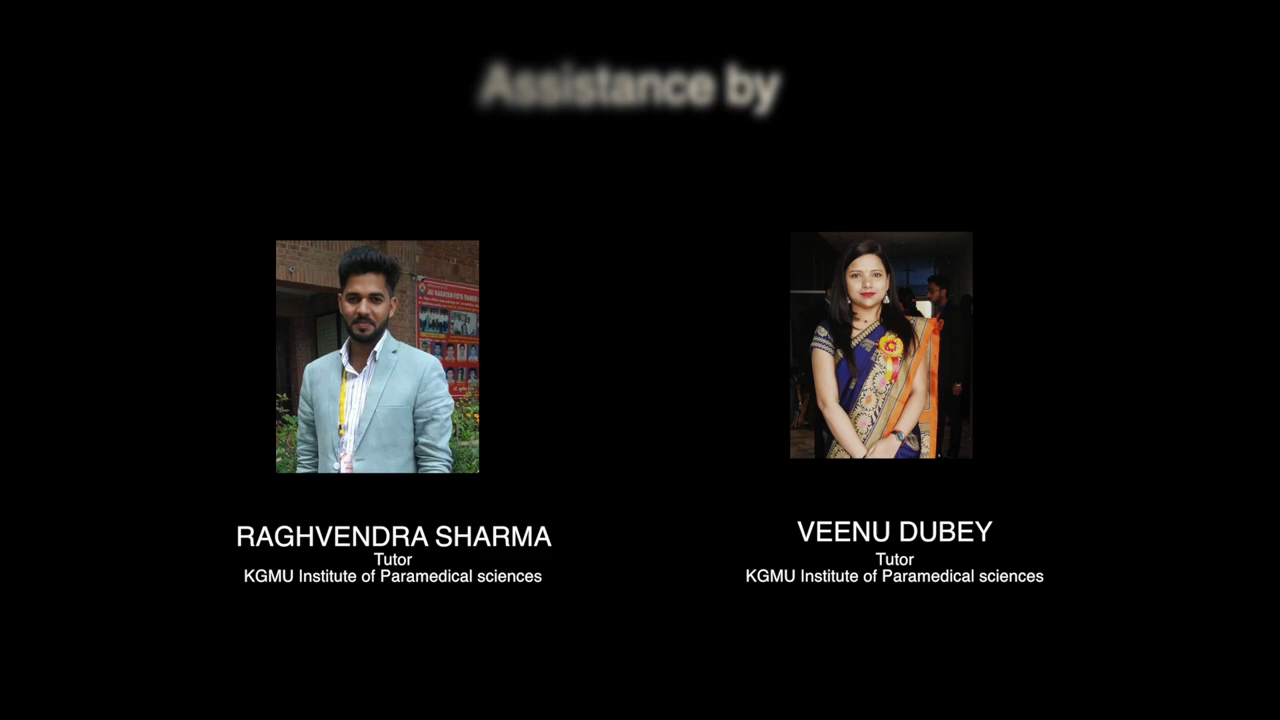 Assistance by
RAGHVENDRA SHARMA
Tutor
KGMU Institute of Paramedical sciences
VEENU DUBEY
Tutor
KGMU Institute of Paramedical sciences